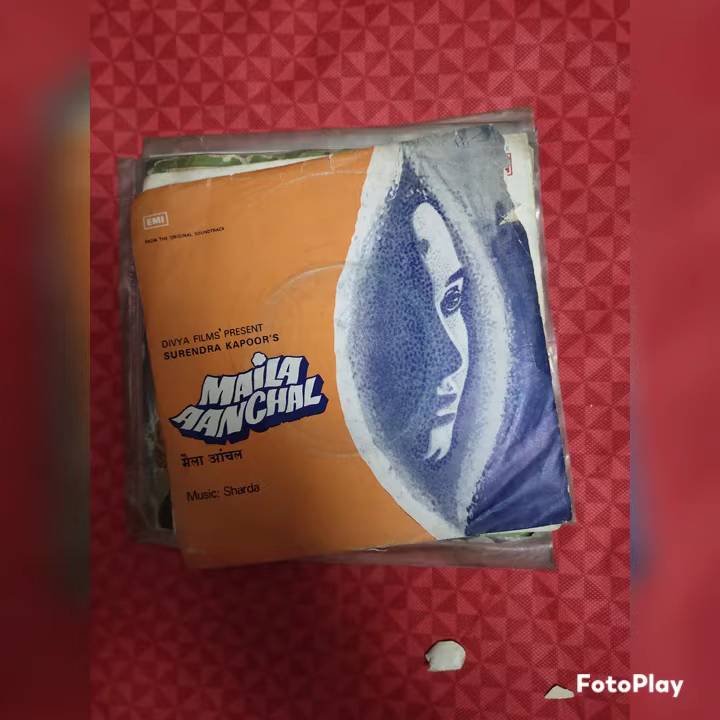 EMI
FROM THE ORIGINAL SOUNDTRACK
DIVYA FILMS' PRESENT
SURENDRA KAPOOR'S
MAILA
AANCHAL
मैला आंचल
Music: Sharda
FotoPlay